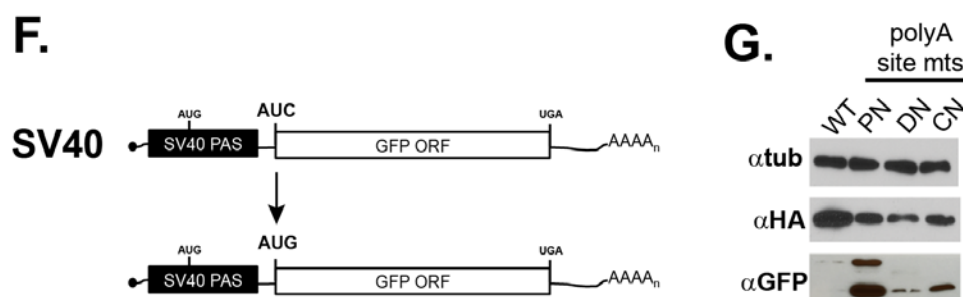 F.
AUG AUC UGA
SV40 SV40 PAS GFP ORF AAAAn
AUG AUG UGA
SV40 PAS GFP ORF AAAAn
G.
polyA
site mts
WT PN DN CN
αtub
αHA
αGFP